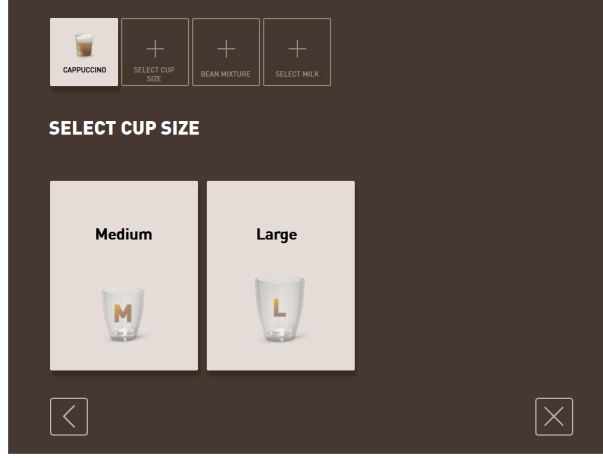 CAPPUCCINO
SELECT CUP
SIZE
BEAN MIXTURE
SELECT MILK
SELECT CUP SIZE
Medium
Large
M
L